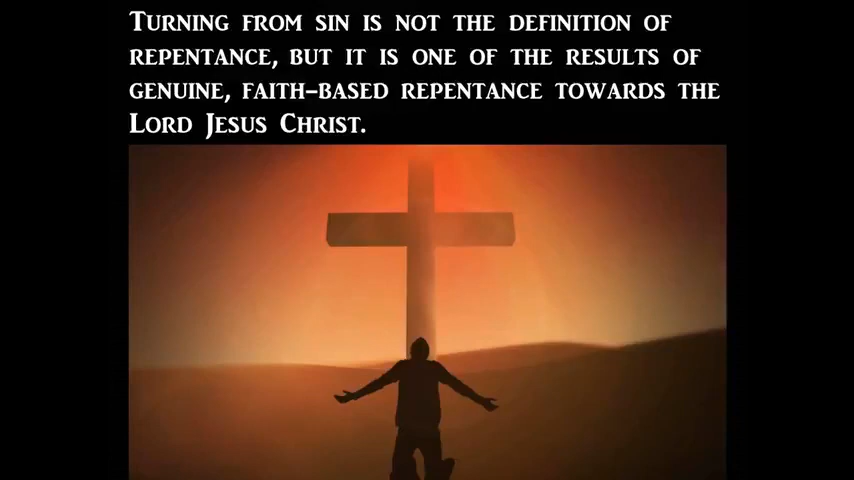 Turning from sin is not the definition of
repentance, but it is one of the results of
genuine, faith-based repentance towards the
Lord Jesus Christ.